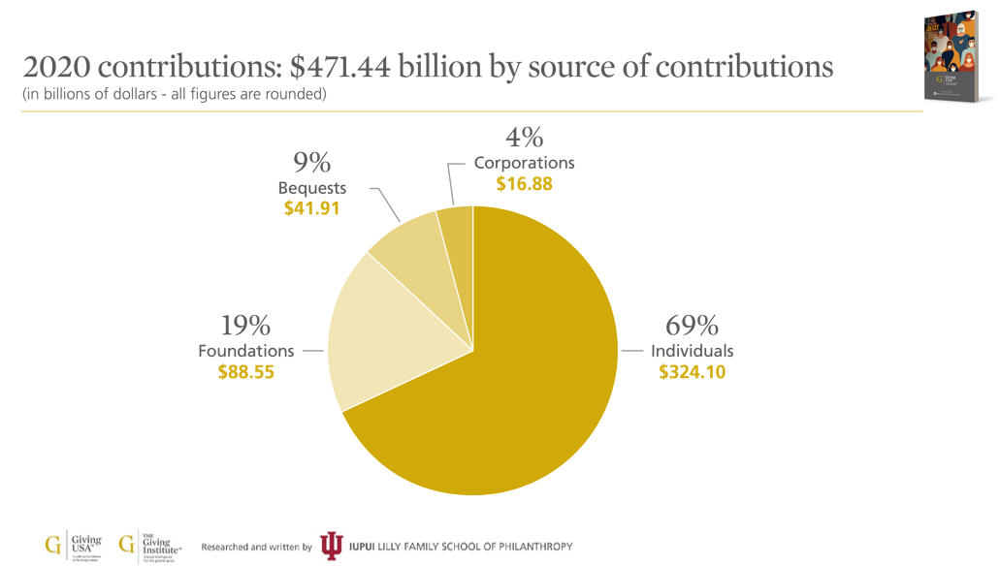 2020 contributions: $471.44 billion by source of contributions
(in billions of dollars - all figures are rounded)
4%
Corporations
$16.88
9%
Bequests
$41.91
19%
Foundations
$88.55
69%
Individuals
$324.10
G Giving
USA™
G THE
Giving
Institute™
Researched and written by
IUPUI LILLY FAMILY SCHOOL OF PHILANTHROPY